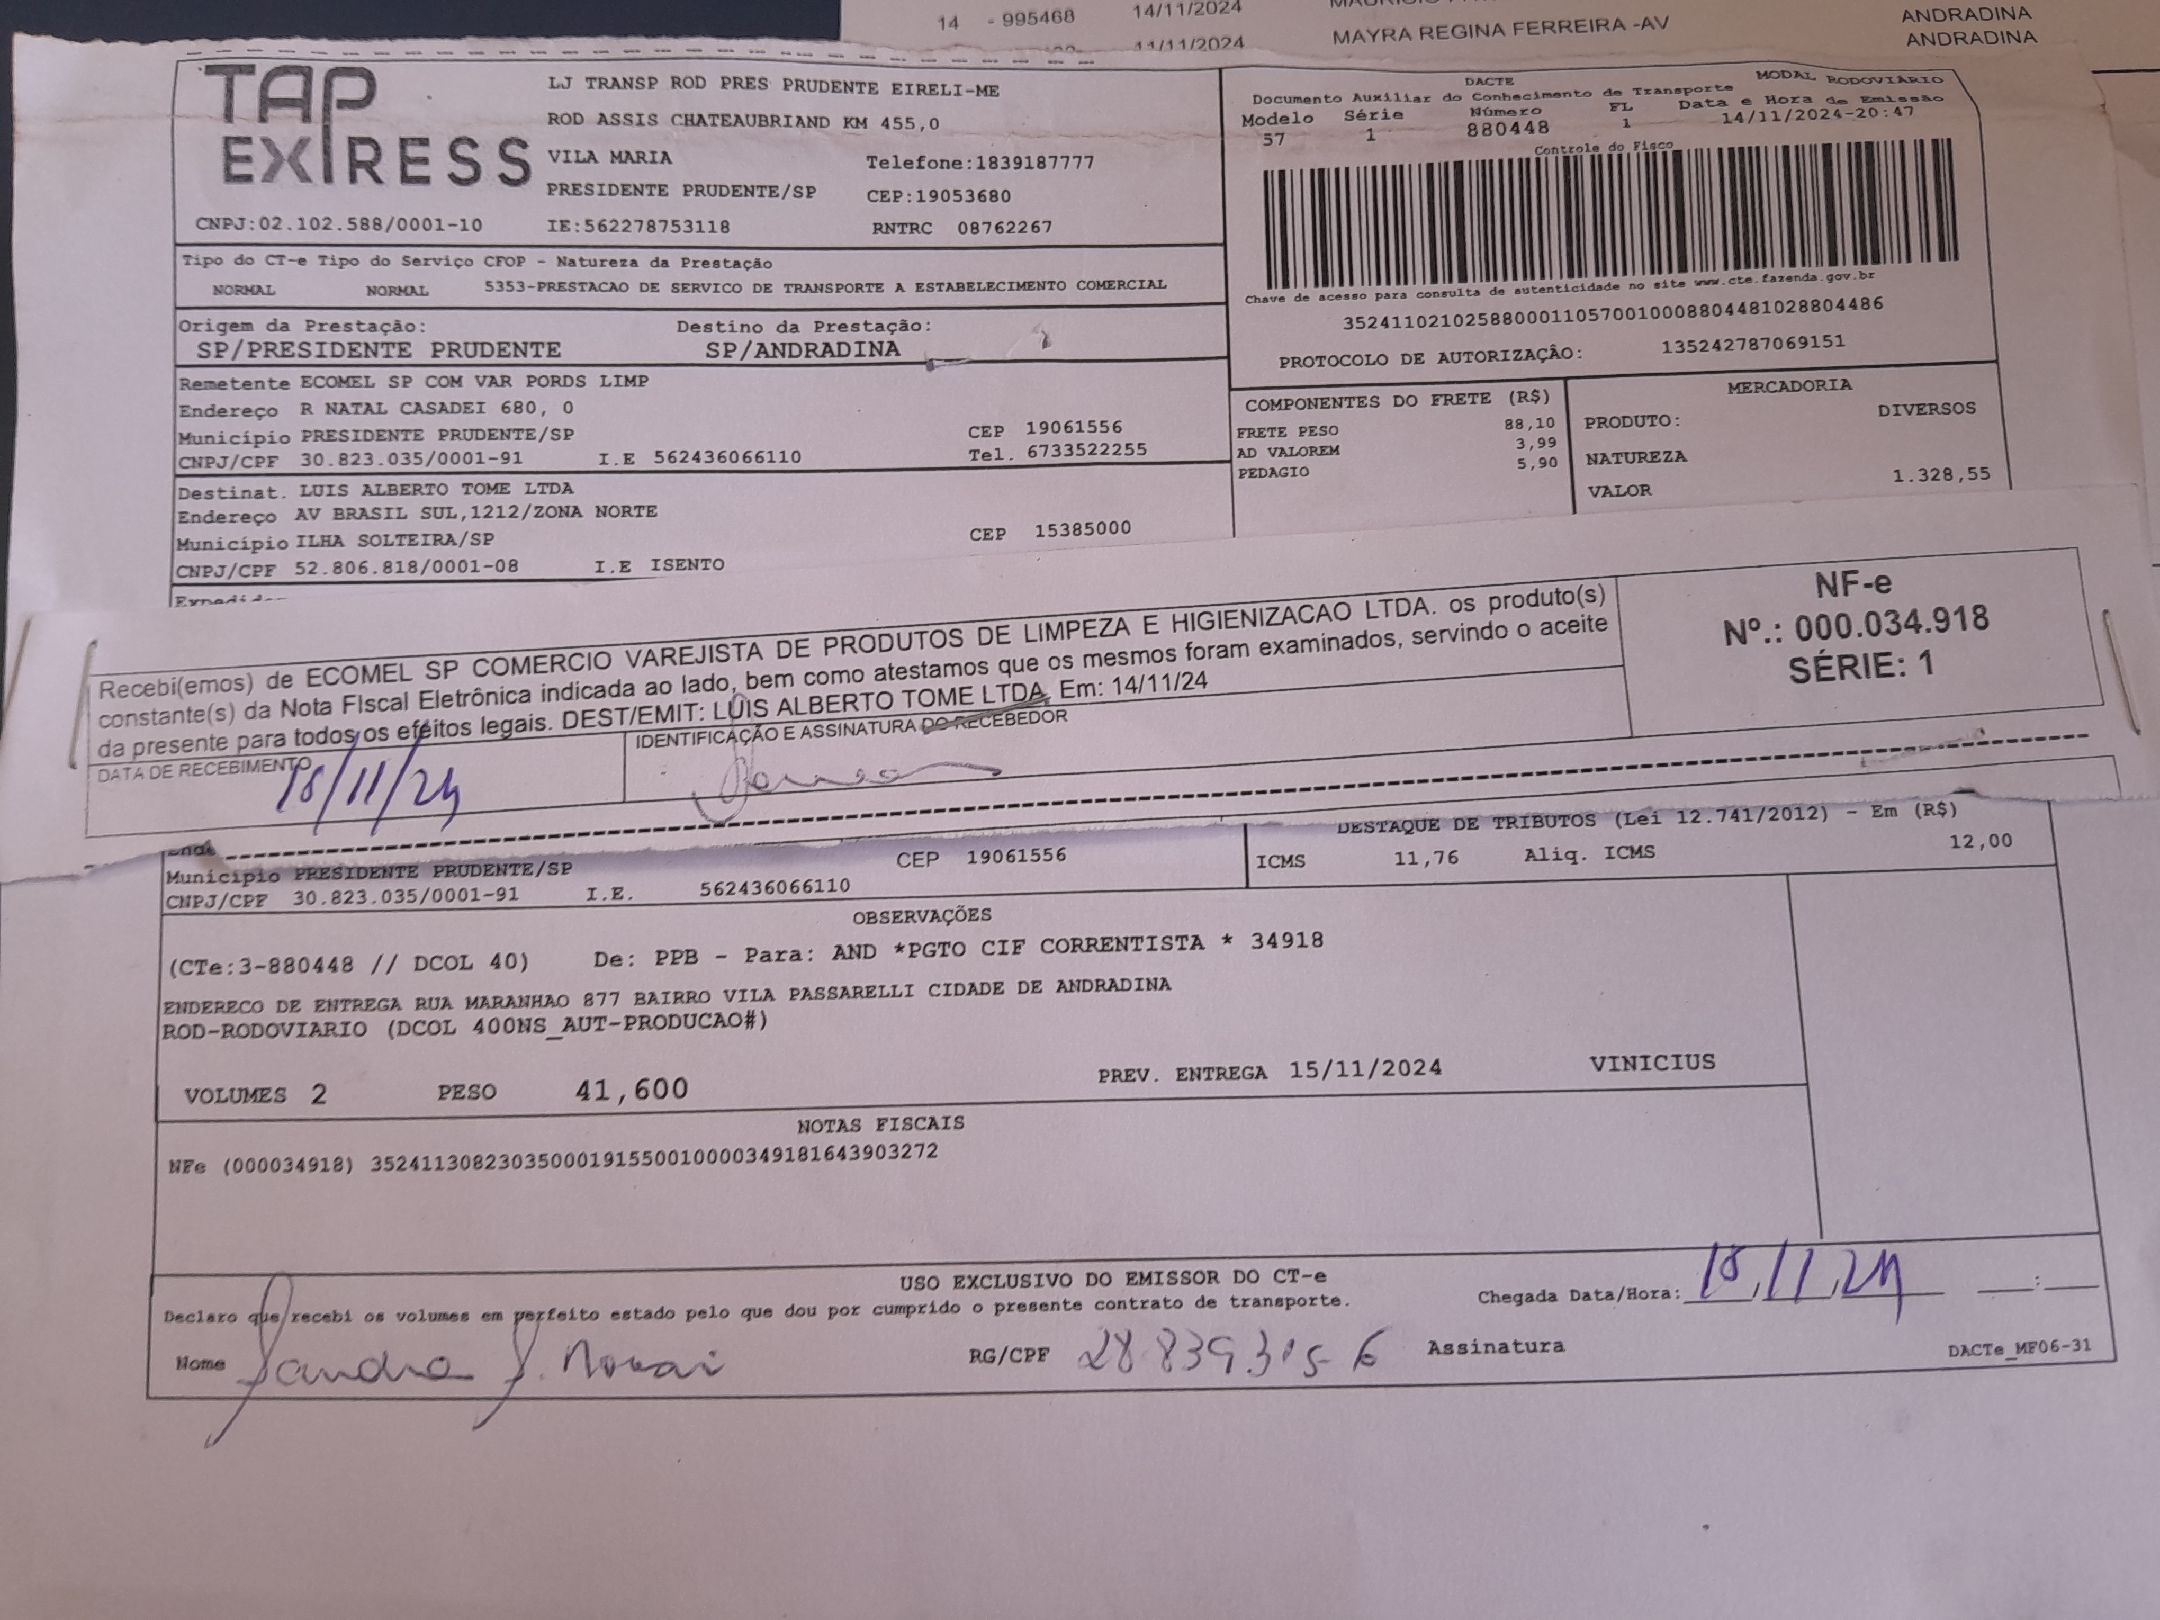 14 - 995468 14/11/2024 ANDRADINA
11/11/2024 MAYRA REGINA FERREIRA -AV ANDRADINA
TAP EXPRESS
LJ TRANSP ROD PRES PRUDENTE EIRELI-ME
ROD ASSIS CHATEAUBRIAND KM 455,0
VILA MARIA Telefone:1839187777
PRESIDENTE PRUDENTE/SP CEP:19053680
CNPJ:02.102.588/0001-10 IE:562278753118 RNTRC 08762267
DACTE MODAL RODOVIÁRIO
Documento Auxiliar do Conhecimento de Transporte
Modelo Série Número FL Data e Hora de Emissão
57 1 880448 1 14/11/2024-20:47
Controle do Fisco
Chave de acesso para consulta de autenticidade no site www.cte.fazenda.gov.br
35241102102588000110570010008804481028804486
PROTOCOLO DE AUTORIZAÇÂO: 135242787069151
Tipo do CT-e Tipo do Serviço CFOP - Natureza da Prestação
NORMAL NORMAL 5353-PRESTACAO DE SERVICO DE TRANSPORTE A ESTABELECIMENTO COMERCIAL
Origem da Prestação: Destino da Prestação:
SP/PRESIDENTE PRUDENTE SP/ANDRADINA
Remetente ECOMEL SP COM VAR PORDS LIMP
Endereço R NATAL CASADEI 680, 0
Município PRESIDENTE PRUDENTE/SP CEP 19061556
CNPJ/CPF 30.823.035/0001-91 I.E 562436066110 Tel. 6733522255
COMPONENTES DO FRETE (R$)
FRETE PESO 88,10
AD VALOREM 3,99
PEDAGIO 5,90
MERCADORIA
PRODUTO: DIVERSOS
NATUREZA
VALOR 1.328,55
Destinat. LUIS ALBERTO TOME LTDA
Endereço AV BRASIL SUL,1212/ZONA NORTE
Município ILHA SOLTEIRA/SP CEP 15385000
CNPJ/CPF 52.806.818/0001-08 I.E ISENTO
Recebi(emos) de ECOMEL SP COMERCIO VAREJISTA DE PRODUTOS DE LIMPEZA E HIGIENIZACAO LTDA. os produto(s)
constante(s) da Nota FIscal Eletrônica indicada ao lado, bem como atestamos que os mesmos foram examinados, servindo o aceite
da presente para todos os efeitos legais. DEST/EMIT: LUIS ALBERTO TOME LTDA Em: 14/11/24
NF-e
Nº.: 000.034.918
SÉRIE: 1
DATA DE RECEBIMENTO IDENTIFICAÇÃO E ASSINATURA DO RECEBEDOR
18/11/24
CEP 19061556
Município PRESIDENTE PRUDENTE/SP
CNPJ/CPF 30.823.035/0001-91 I.E. 562436066110
DESTAQUE DE TRIBUTOS (Lei 12.741/2012) - Em (R$)
ICMS 11,76 Aliq. ICMS 12,00
OBSERVAÇÕES
(CTe:3-880448 // DCOL 40) De: PPB - Para: AND *PGTO CIF CORRENTISTA * 34918
ENDERECO DE ENTREGA RUA MARANHAO 877 BAIRRO VILA PASSARELLI CIDADE DE ANDRADINA
ROD-RODOVIARIO (DCOL 400NS_AUT-PRODUCAO#)
VOLUMES 2 PESO 41,600 PREV. ENTREGA 15/11/2024 VINICIUS
NOTAS FISCAIS
NFe (000034918) 35241130823035000191550010000349181643903272
USO EXCLUSIVO DO EMISSOR DO CT-e
Declaro que recebi os volumes em perfeito estado pelo que dou por cumprido o presente contrato de transporte. Chegada Data/Hora: 18/11/24 :
Nome Sandra RG/CPF 28.839.315-6 Assinatura DACTe_MF06-31